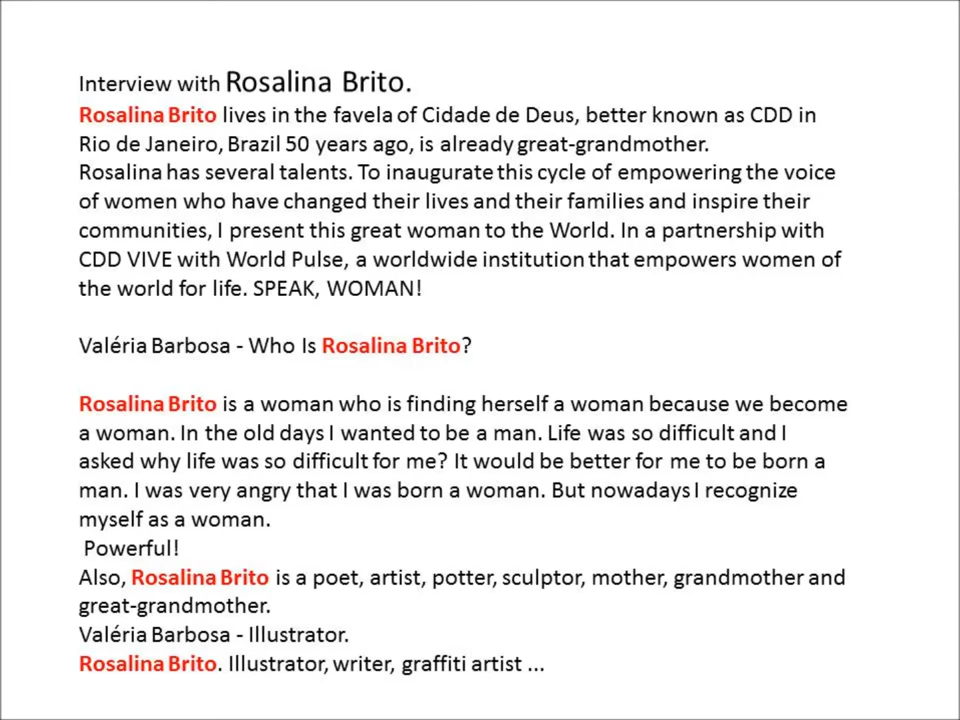 Interview with Rosalina Brito.
Rosalina Brito lives in the favela of Cidade de Deus, better known as CDD in
Rio de Janeiro, Brazil 50 years ago, is already great-grandmother.
Rosalina has several talents. To inaugurate this cycle of empowering the voice
of women who have changed their lives and their families and inspire their
communities, I present this great woman to the World. In a partnership with
CDD VIVE with World Pulse, a worldwide institution that empowers women of
the world for life. SPEAK, WOMAN!
Valéria Barbosa - Who Is Rosalina Brito?
Rosalina Brito is a woman who is finding herself a woman because we become
a woman. In the old days I wanted to be a man. Life was so difficult and I
asked why life was so difficult for me? It would be better for me to be born a
man. I was very angry that I was born a woman. But nowadays I recognize
myself as a woman.
Powerful!
Also, Rosalina Brito is a poet, artist, potter, sculptor, mother, grandmother and
great-grandmother.
Valéria Barbosa - Illustrator.
Rosalina Brito. Illustrator, writer, graffiti artist ...